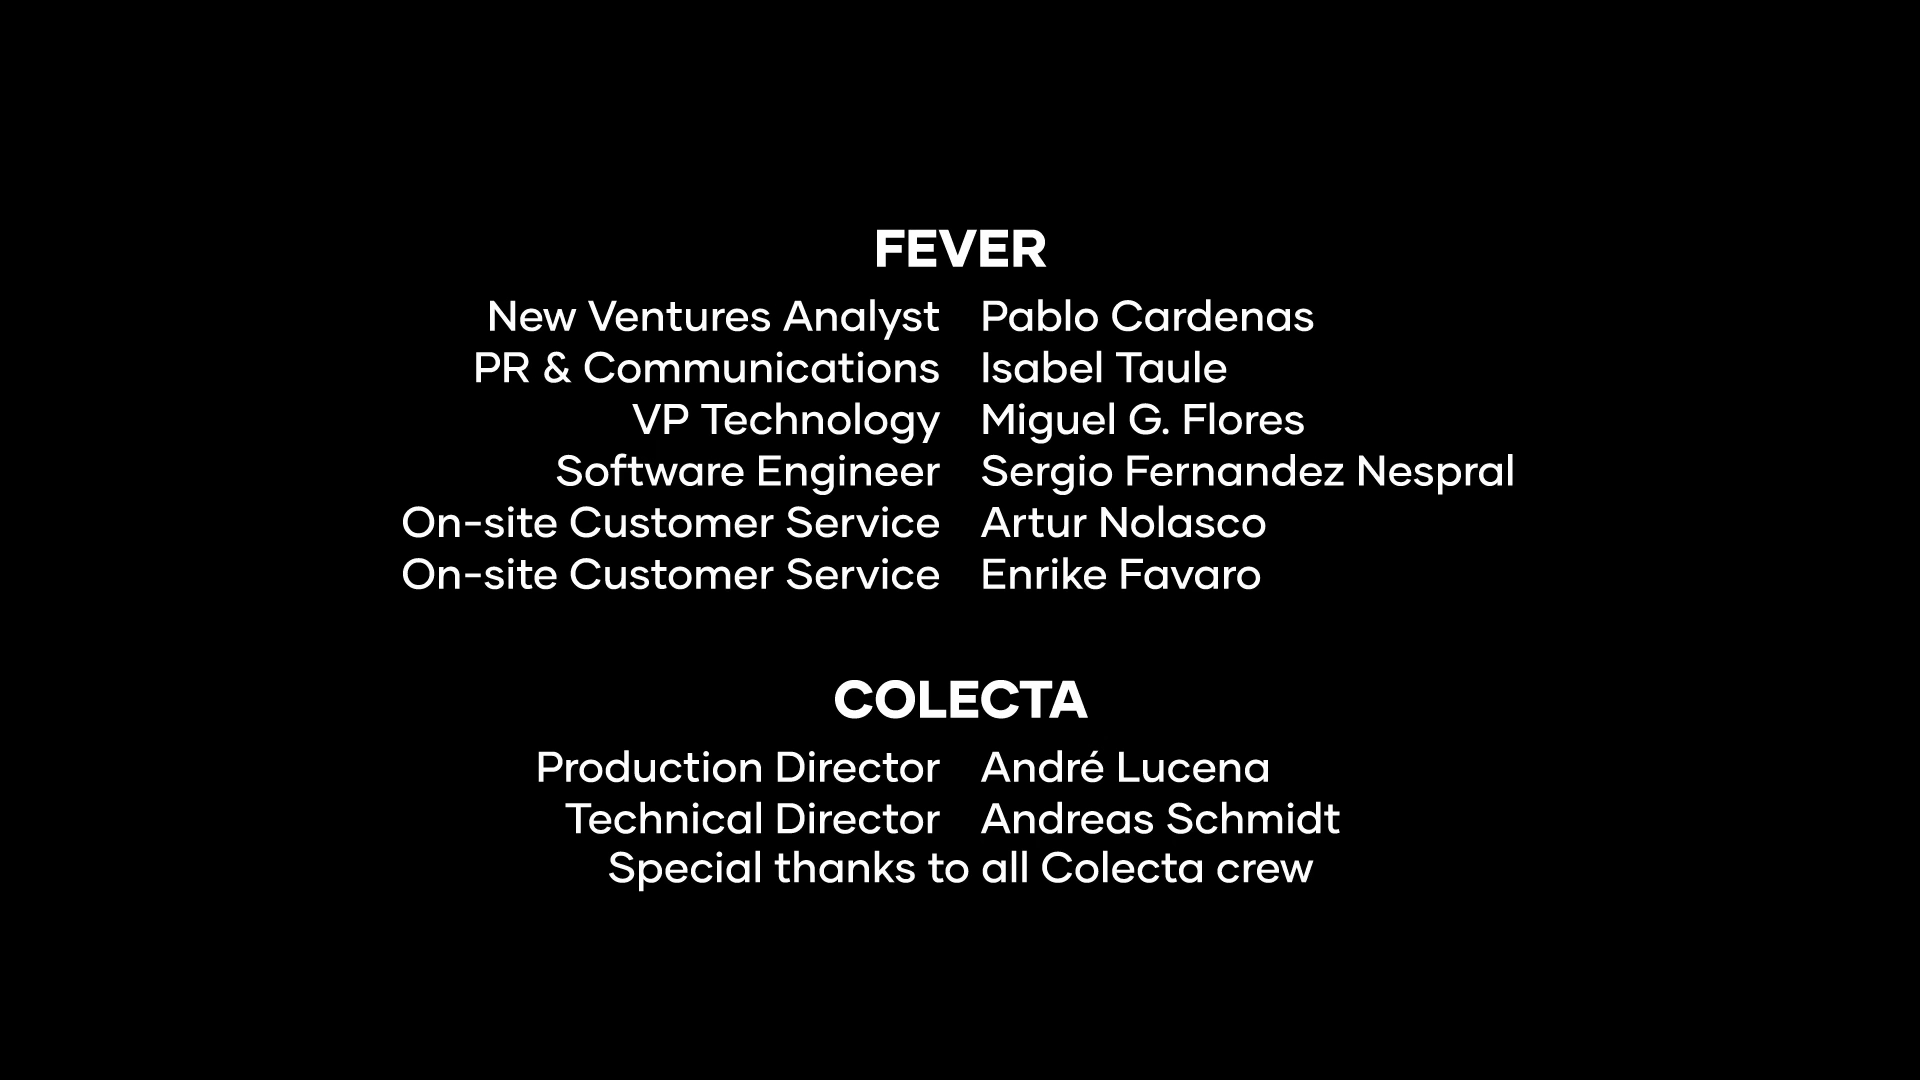 FEVER
New Ventures Analyst Pablo Cardenas
PR & Communications Isabel Taule
VP Technology Miguel G. Flores
Software Engineer Sergio Fernandez Nespral
On-site Customer Service Artur Nolasco
On-site Customer Service Enrike Favaro
COLECTA
Production Director André Lucena
Technical Director Andreas Schmidt
Special thanks to all Colecta crew